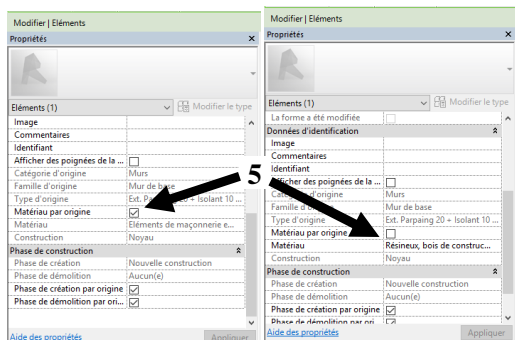 Modifier | Eléments
Propriétés
Eléments (1)
Modifier le type
Image
Commentaires
Identifiant
Afficher des poignées de la ...
Catégorie d'origine Murs
Famille d'origine Mur de base
Type d'origine Ext. Parpaing 20 + Isolant 10 ...
Matériau par origine
Matériau Eléments de maçonnerie e...
Construction Noyau
Phase de construction
Phase de création Nouvelle construction
Phase de démolition Aucun(e)
Phase de création par origine
Phase de démolition par ori...
Aide des propriétés
Appliquer
5
Modifier | Eléments
Propriétés
Eléments (1)
Modifier le type
La forme a été modifiée
Données d'identification
Image
Commentaires
Identifiant
Afficher des poignées de la ...
Catégorie d'origine Murs
Famille d'origine Mur de base
Type d'origine Ext. Parpaing 20 + Isolant 10 ...
Matériau par origine
Matériau Résineux, bois de construc...
Construction Noyau
Phase de construction
Phase de création Nouvelle construction
Phase de démolition Aucun(e)
Phase de création par origine
Phase de démolition par ori...
Aide des propriétés
Appliquer